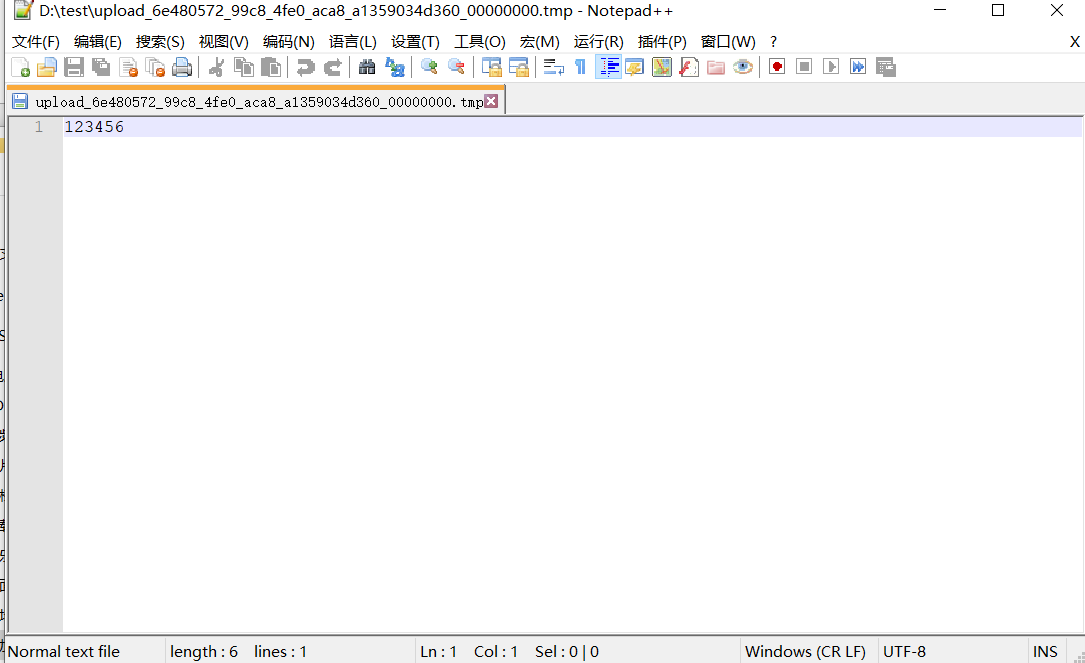 D:\test\upload_6e480572_99c8_4fe0_aca8_a1359034d360_00000000.tmp - Notepad++
文件(F) 编辑(E) 搜索(S) 视图(V) 编码(N) 语言(L) 设置(T) 工具(O) 宏(M) 运行(R) 插件(P) 窗口(W) ? X
upload_6e480572_99c8_4fe0_aca8_a1359034d360_00000000.tmp
1 123456
Normal text file length : 6 lines : 1 Ln : 1 Col : 1 Sel : 0 | 0 Windows (CR LF) UTF-8 INS